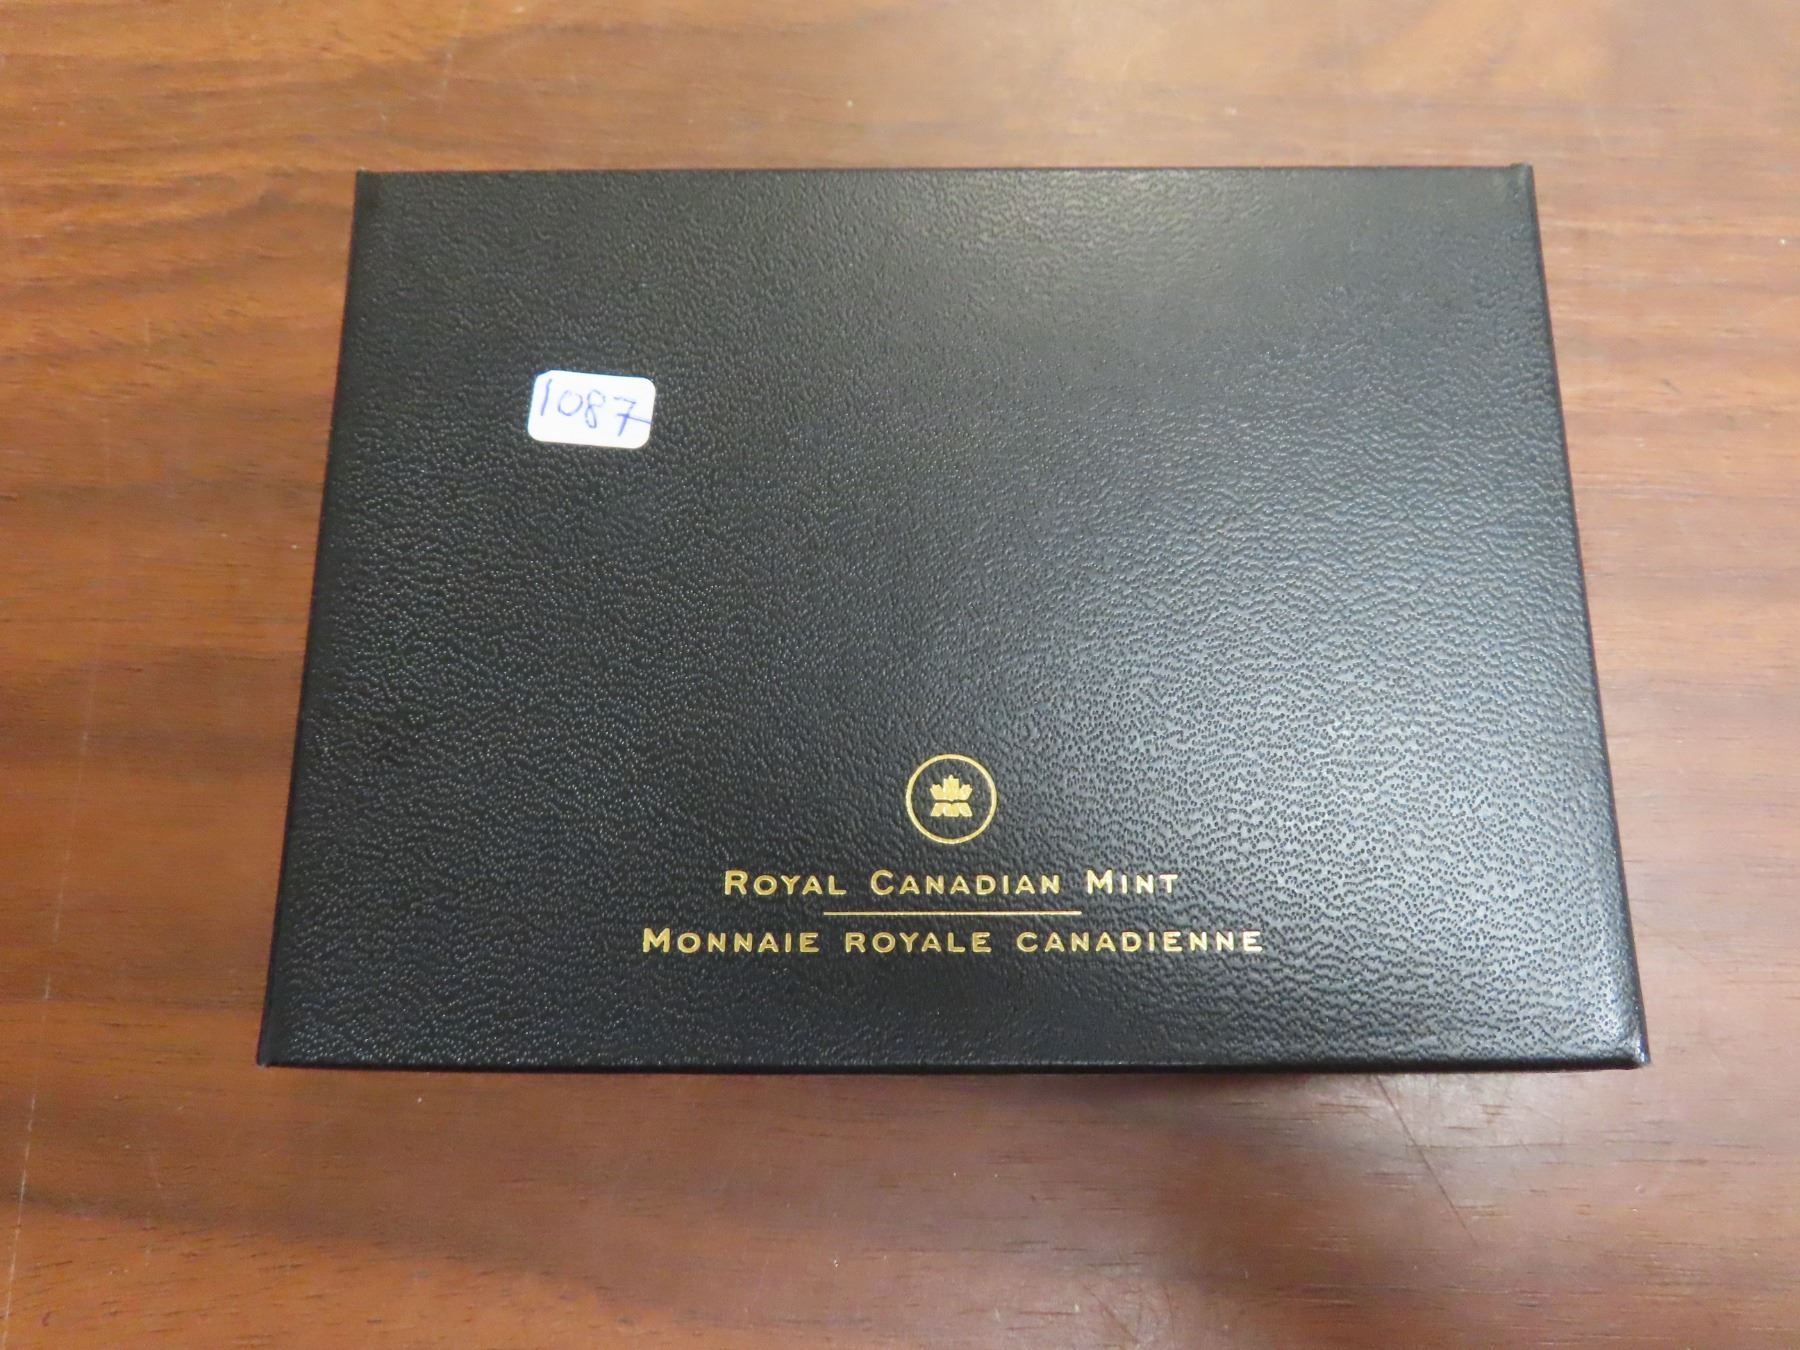 1087
ROYAL CANADIAN MINT
MONNAIE ROYALE CANADIENNE